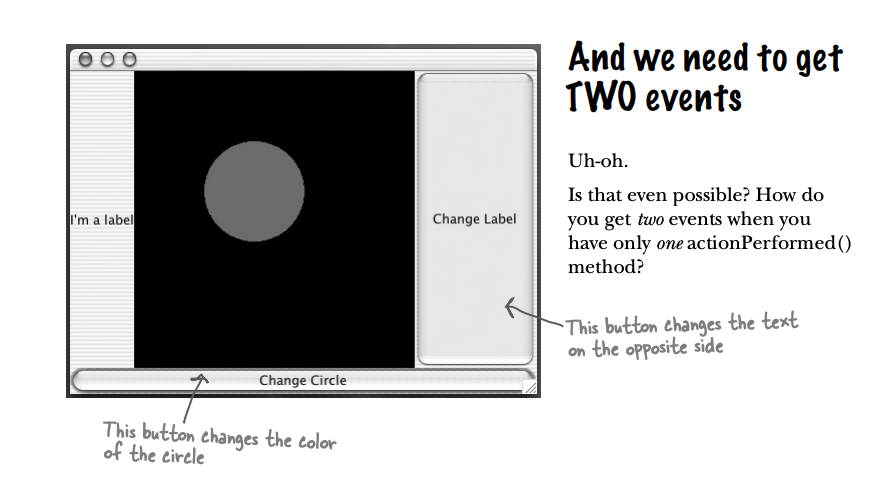 And we need to get
TWO events
Uh-oh.
Is that even possible? How do
you get two events when you
have only one actionPerformed()
method?
I'm a label
Change Label
This button changes the text
on the opposite side
Change Circle
This button changes the color
of the circle